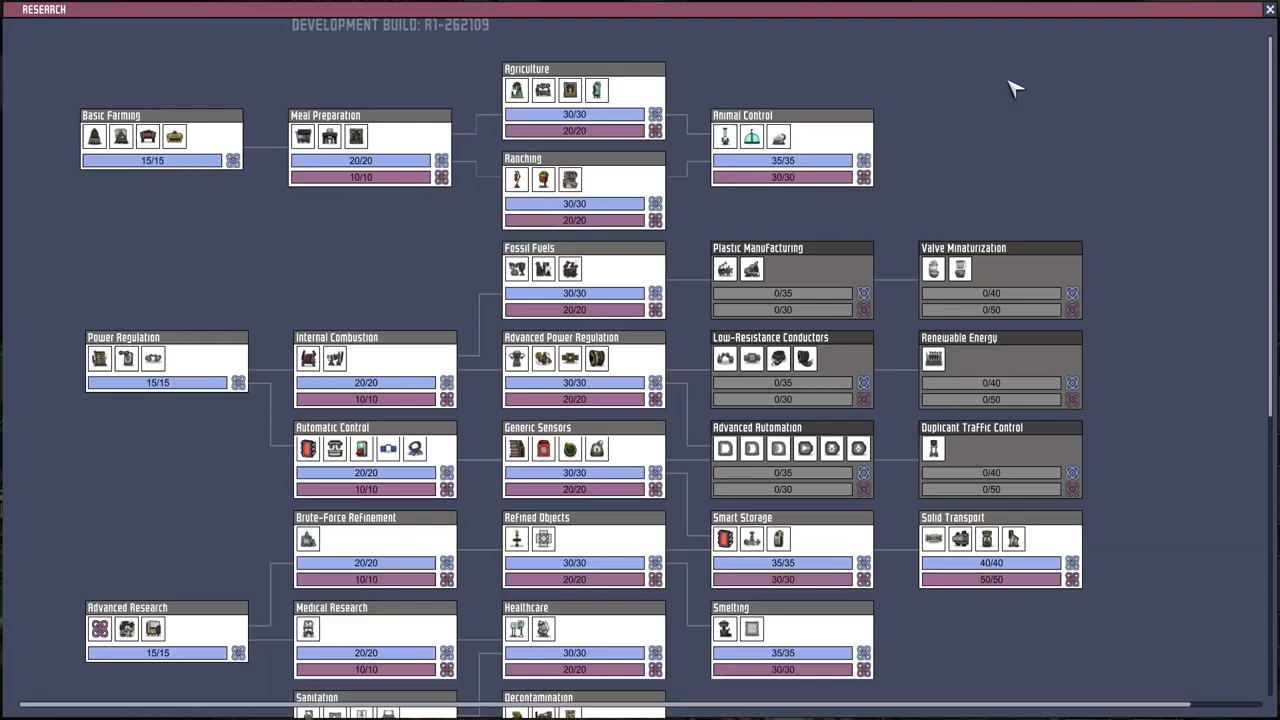 RESEARCH
DEVELOPMENT BUILD: R1-262109
Agriculture
30/30
20/20
Basic Farming
15/15
Meal Preparation
20/20
10/10
Animal Control
35/35
30/30
Ranching
30/30
20/20
Fossil Fuels
30/30
20/20
Plastic Manufacturing
0/35
0/30
Valve Minaturization
0/40
0/50
Power Regulation
15/15
Internal Combustion
20/20
10/10
Advanced Power Regulation
30/30
20/20
Low-Resistance Conductors
0/35
0/30
Renewable Energy
0/40
0/50
Automatic Control
20/20
10/10
Generic Sensors
30/30
20/20
Advanced Automation
0/35
0/30
Duplicant Traffic Control
0/40
0/50
Brute-Force Refinement
20/20
10/10
Refined Objects
30/30
20/20
Smart Storage
35/35
30/30
Solid Transport
40/40
50/50
Advanced Research
15/15
Medical Research
20/20
10/10
Healthcare
30/30
20/20
Smelting
35/35
30/30
Sanitation
Decontamination